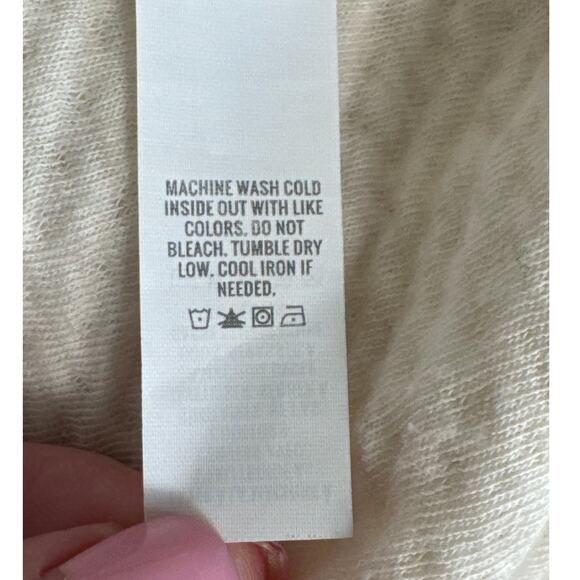 MACHINE WASH COLD
INSIDE OUT WITH LIKE
COLORS. DO NOT
BLEACH. TUMBLE DRY
LOW. COOL IRON IF
NEEDED.